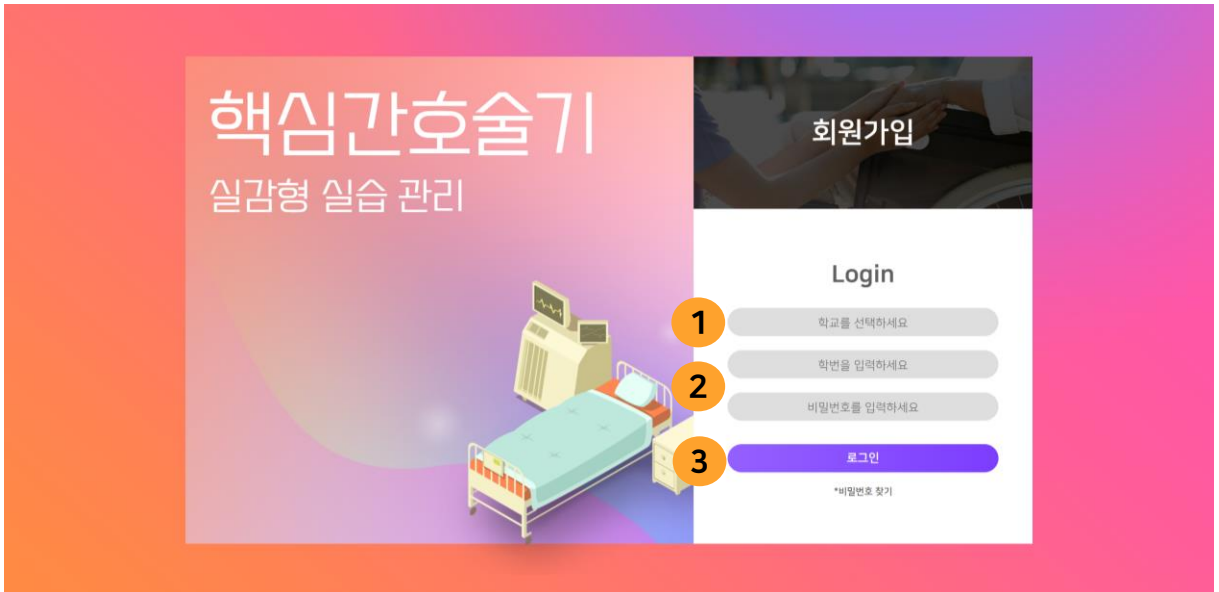 핵심간호술기
실감형 실습 관리
회원가입
Login
1
학교를 선택하세요
학번을 입력하세요
2
비밀번호를 입력하세요
3
로그인
*비밀번호 찾기